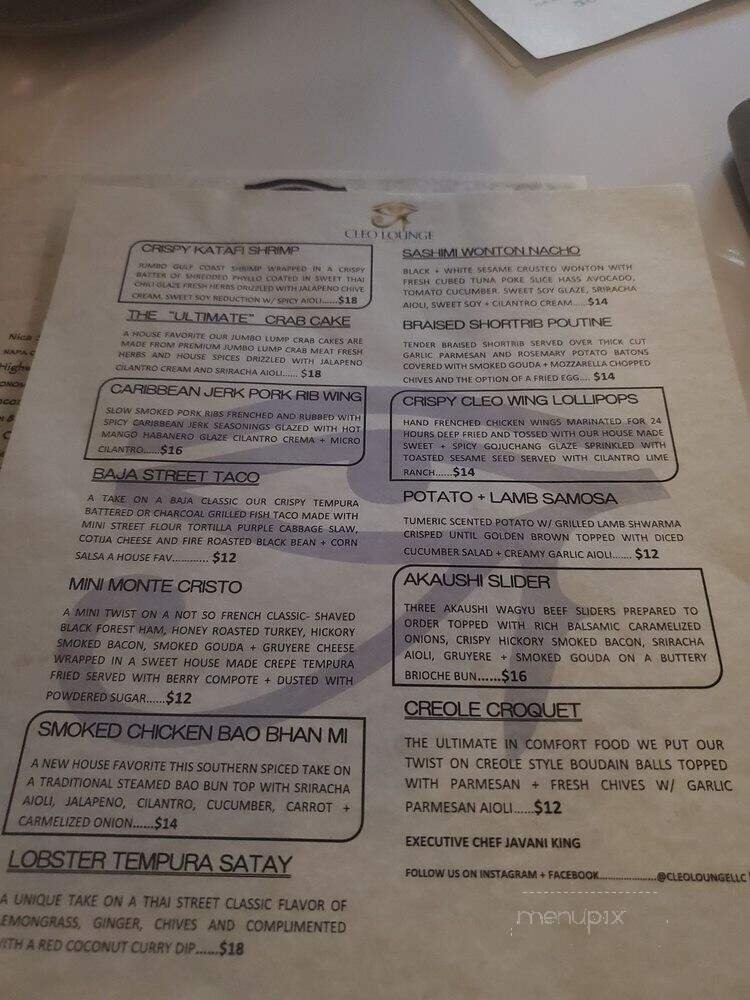 CLEO LOUNGE
CRISPY KATAFI SHRIMP
JUMBO GULF COAST SHRIMP WRAPPED IN A CRISPY
BATTER OF SHREDDED PHYLLO COATED IN SWEET THAI
CHILI GLAZE FRESH HERBS DRIZZLED WITH JALAPENO CHIVE
CREAM, SWEET SOY REDUCTION W/ SPICY AIOLI.....$18
THE "ULTIMATE" CRAB CAKE
A HOUSE FAVORITE OUR JUMBO LUMP CRAB CAKES ARE
MADE FROM PREMIUM JUMBO LUMP CRAB MEAT FRESH
HERBS AND HOUSE SPICES DRIZZLED WITH JALAPENO
CILANTRO CREAM AND SRIRACHA AIOLI...... $18
CARIBBEAN JERK PORK RIB WING
SLOW SMOKED PORK RIBS FRENCHED AND RUBBED WITH
SPICY CARIBBEAN JERK SEASONINGS GLAZED WITH HOT
MANGO HABANERO GLAZE CILANTRO CREMA + MICRO
CILANTRO......$16
BAJA STREET TACO
A TAKE ON A BAJA CLASSIC OUR CRISPY TEMPURA
BATTERED OR CHARCOAL GRILLED FISH TACO MADE WITH
MINI STREET FLOUR TORTILLA PURPLE CABBAGE SLAW,
COTIJA CHEESE AND FIRE ROASTED BLACK BEAN + CORN
SALSA A HOUSE FAV............ $12
MINI MONTE CRISTO
A MINI TWIST ON A NOT SO FRENCH CLASSIC- SHAVED
BLACK FOREST HAM, HONEY ROASTED TURKEY, HICKORY
SMOKED BACON, SMOKED GOUDA + GRUYERE CHEESE
WRAPPED IN A SWEET HOUSE MADE CREPE TEMPURA
FRIED SERVED WITH BERRY COMPOTE + DUSTED WITH
POWDERED SUGAR......$12
SMOKED CHICKEN BAO BHAN MI
A NEW HOUSE FAVORITE THIS SOUTHERN SPICED TAKE ON
A TRADITIONAL STEAMED BAO BUN TOP WITH SRIRACHA
AIOLI, JALAPENO, CILANTRO, CUCUMBER, CARROT +
CARMELIZED ONION......$14
LOBSTER TEMPURA SATAY
A UNIQUE TAKE ON A THAI STREET CLASSIC FLAVOR OF
LEMONGRASS, GINGER, CHIVES AND COMPLIMENTED
WITH A RED COCONUT CURRY DIP......$18
SASHIMI WONTON NACHO
BLACK + WHITE SESAME CRUSTED WONTON WITH
FRESH CUBED TUNA POKE SLICE HASS AVOCADO,
TOMATO CUCUMBER. SWEET SOY GLAZE, SRIRACHA
AIOLI, SWEET SOY + CILANTRO CREAM.....$14
BRAISED SHORTRIB POUTINE
TENDER BRAISED SHORTRIB SERVED OVER THICK CUT
GARLIC PARMESAN AND ROSEMARY POTATO BATONS
COVERED WITH SMOKED GOUDA + MOZZARELLA CHOPPED
CHIVES AND THE OPTION OF A FRIED EGG.... $14
CRISPY CLEO WING LOLLIPOPS
HAND FRENCHED CHICKEN WINGS MARINATED FOR 24
HOURS DEEP FRIED AND TOSSED WITH OUR HOUSE MADE
SWEET + SPICY GOJUCHANG GLAZE SPRINKLED WITH
TOASTED SESAME SEED SERVED WITH CILANTRO LIME
RANCH......$14
POTATO + LAMB SAMOSA
TUMERIC SCENTED POTATO W/ GRILLED LAMB SHWARMA
CRISPED UNTIL GOLDEN BROWN TOPPED WITH DICED
CUCUMBER SALAD + CREAMY GARLIC AIOLI....... $12
AKAUSHI SLIDER
THREE AKAUSHI WAGYU BEEF SLIDERS PREPARED TO
ORDER TOPPED WITH RICH BALSAMIC CARAMELIZED
ONIONS, CRISPY HICKORY SMOKED BACON, SRIRACHA
AIOLI, GRUYERE + SMOKED GOUDA ON A BUTTERY
BRIOCHE BUN......$16
CREOLE CROQUET
THE ULTIMATE IN COMFORT FOOD WE PUT OUR
TWIST ON CREOLE STYLE BOUDAIN BALLS TOPPED
WITH PARMESAN + FRESH CHIVES W/ GARLIC
PARMESAN AIOLI.....$12
EXECUTIVE CHEF JAVANI KING
FOLLOW US ON INSTAGRAM + FACEBOOK.....................@CLEOLOUNGELLC
menupix